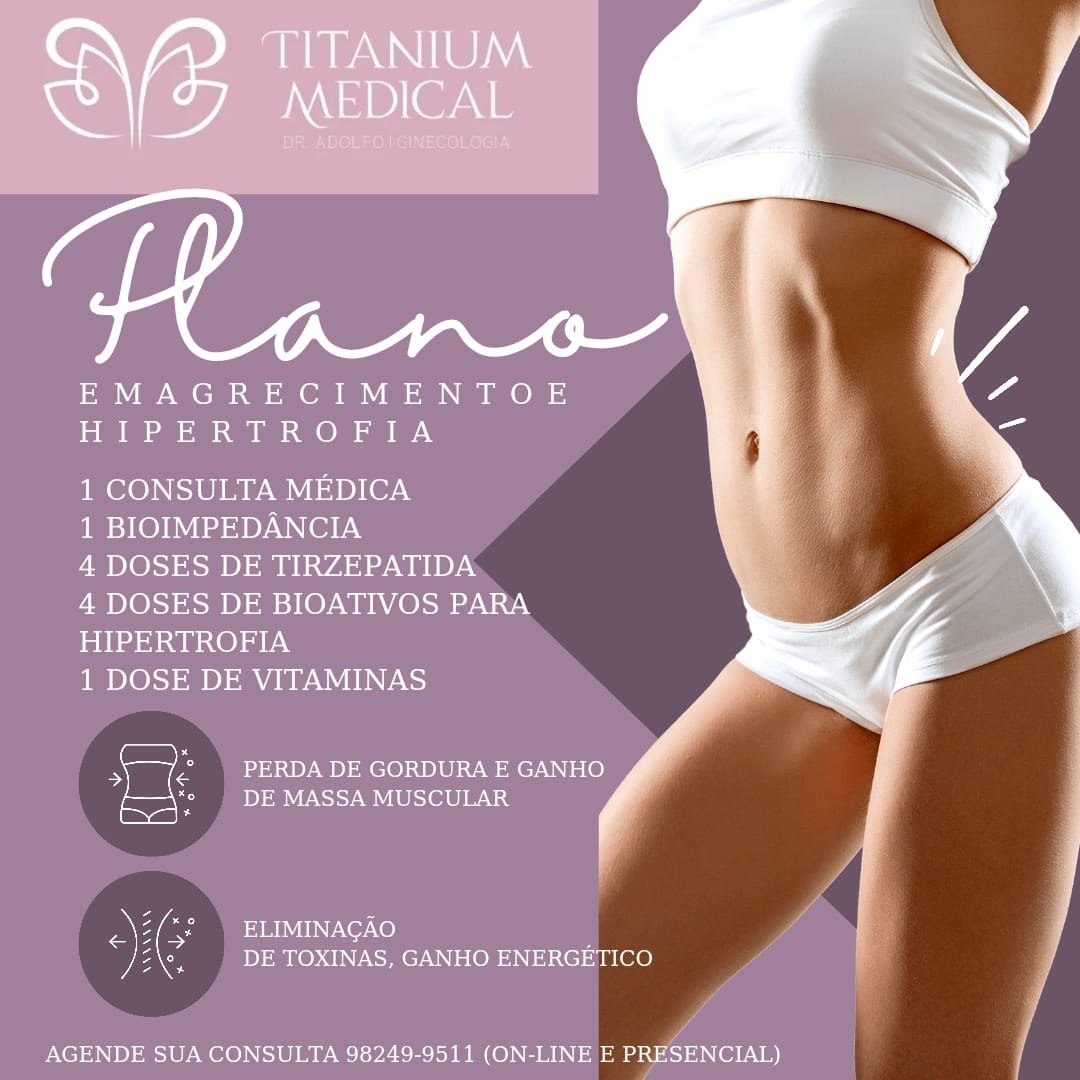 TITANIUM
MEDICAL
DR ADOLFO | GINECOLOGIA
Plano
EMAGRECIMENTO E
HIPERTROFIA
1 CONSULTA MÉDICA
1 BIOIMPEDÂNCIA
4 DOSES DE TIRZEPATIDA
4 DOSES DE BIOATIVOS PARA
HIPERTROFIA
1 DOSE DE VITAMINAS
PERDA DE GORDURA E GANHO
DE MASSA MUSCULAR
ELIMINAÇÃO
DE TOXINAS, GANHO ENERGÉTICO
AGENDE SUA CONSULTA 98249-9511 (ON-LINE E PRESENCIAL)